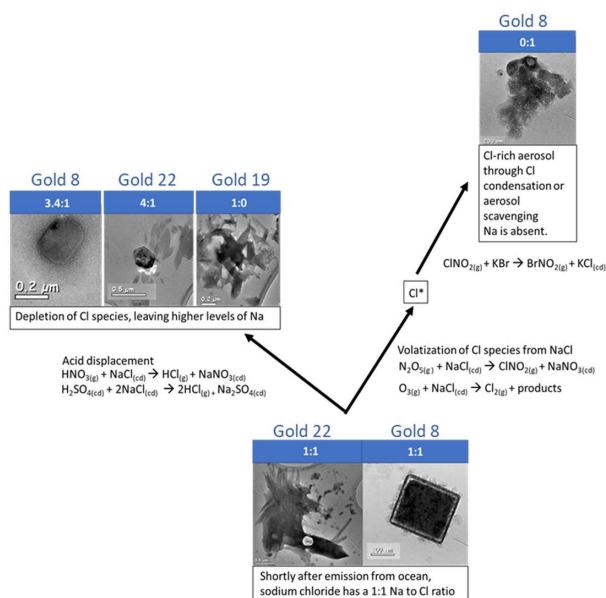 Gold 8
0:1
Cl-rich aerosol
through Cl
condensation or
aerosol
scavenging
Na is absent.
Gold 8 Gold 22 Gold 19
3.4:1 4:1 1:0
0.2 μm
0.5 μm
0.2 μm
Depletion of Cl species, leaving higher levels of Na
ClNO2(g) + KBr → BrNO2(g) + KCl(cd)
Cl*
Acid displacement
HNO3(g) + NaCl(cd) → HCl(g) + NaNO3(cd)
H2SO4(cd) + 2NaCl(cd) → 2HCl(g) + Na2SO4(cd)
Volatization of Cl species from NaCl
N2O5(g) + NaCl(cd) → ClNO2(g) + NaNO3(cd)
O3(g) + NaCl(cd) → Cl2(g) + products
Gold 22 Gold 8
1:1 1:1
Shortly after emission from ocean,
sodium chloride has a 1:1 Na to Cl ratio